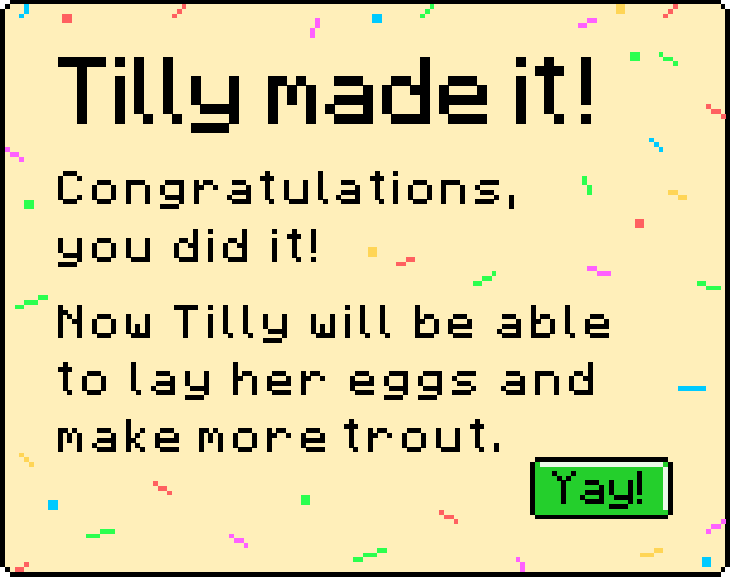 Tilly made it!
Congratulations,
you did it!
Now Tilly will be able
to lay her eggs and
make more trout.
Yay!